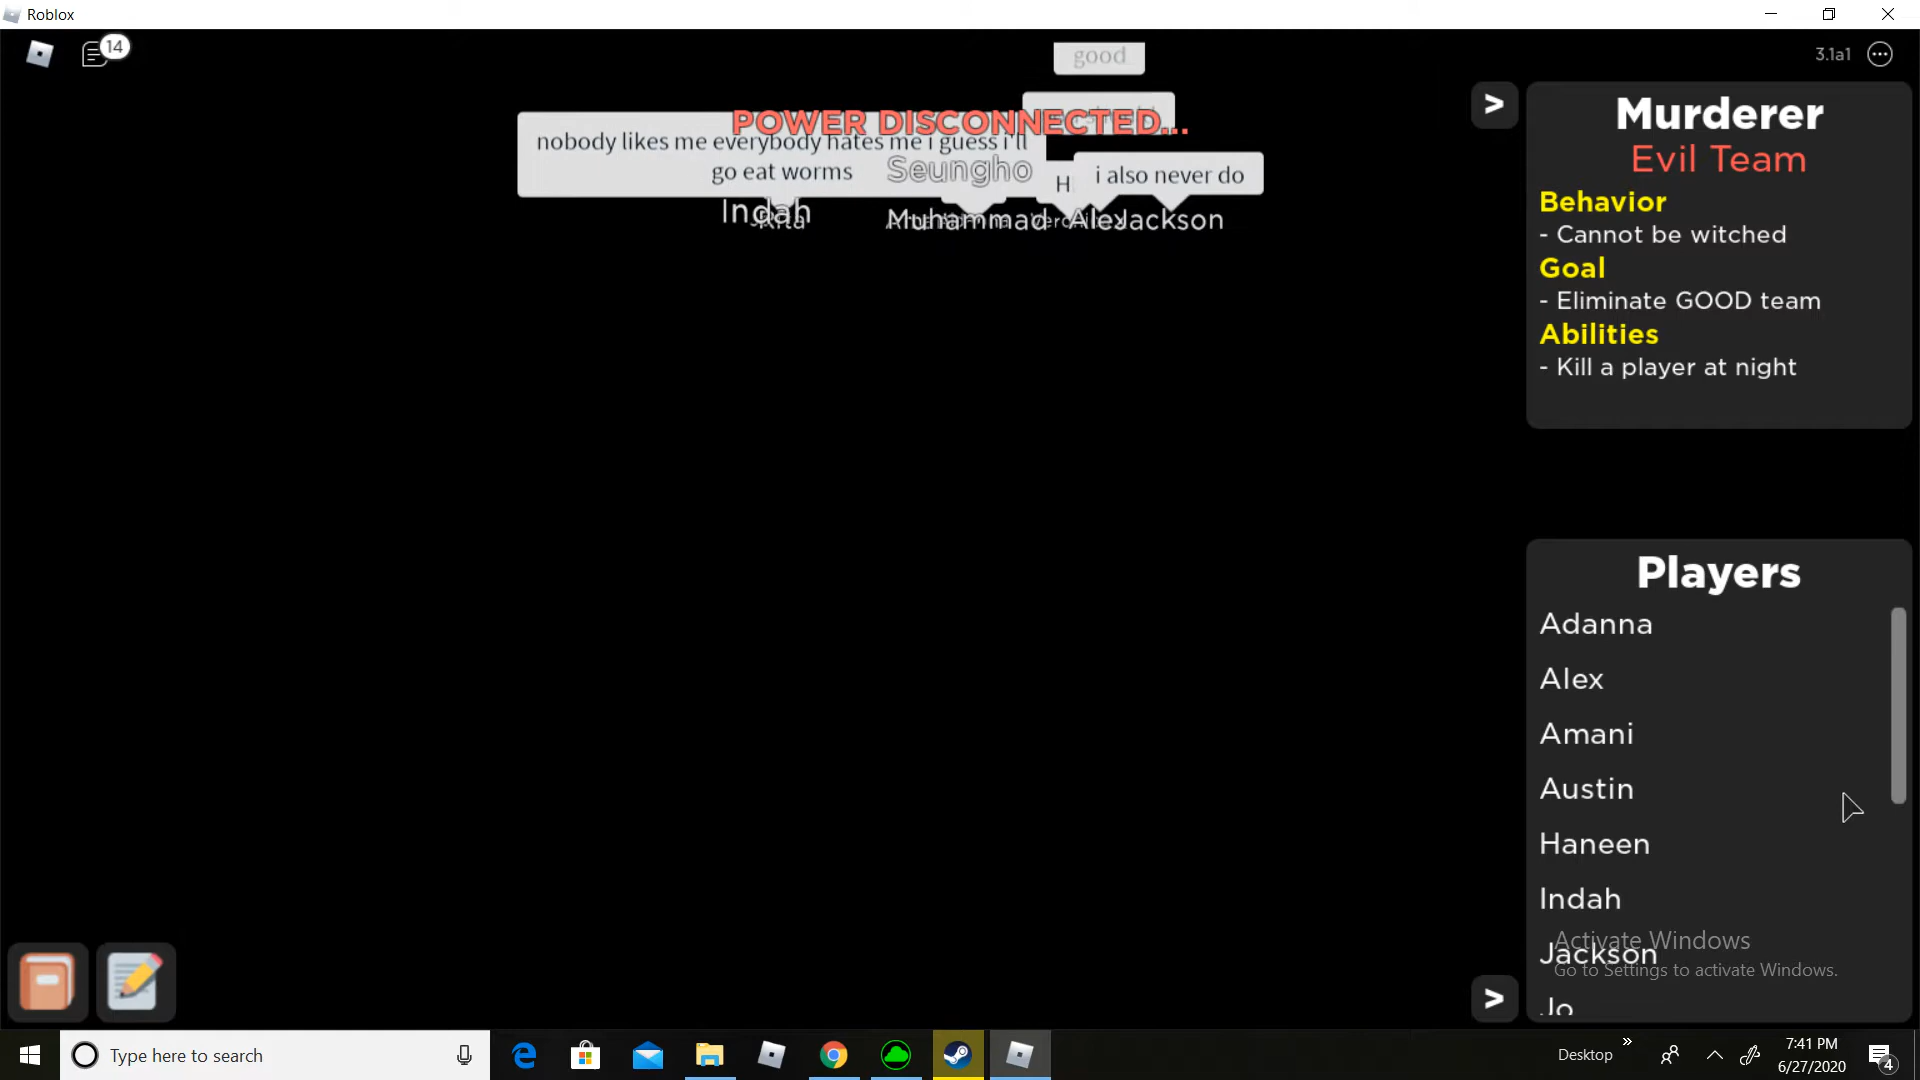 Roblox
14
good
3.1a1
POWER DISCONNECTED...
nobody likes me everybody hates me i guess i'll
go eat worms
Seungho
H
i also never do
Indah
Rita
Muhammad
Alex
Jackson
>
Murderer
Evil Team
Behavior
- Cannot be witched
Goal
- Eliminate GOOD team
Abilities
- Kill a player at night
Players
Adanna
Alex
Amani
Austin
Haneen
Indah
Jackson
Jo
Activate Windows
Go to Settings to activate Windows.
>
Type here to search
Desktop
»
7:41 PM
6/27/2020
4